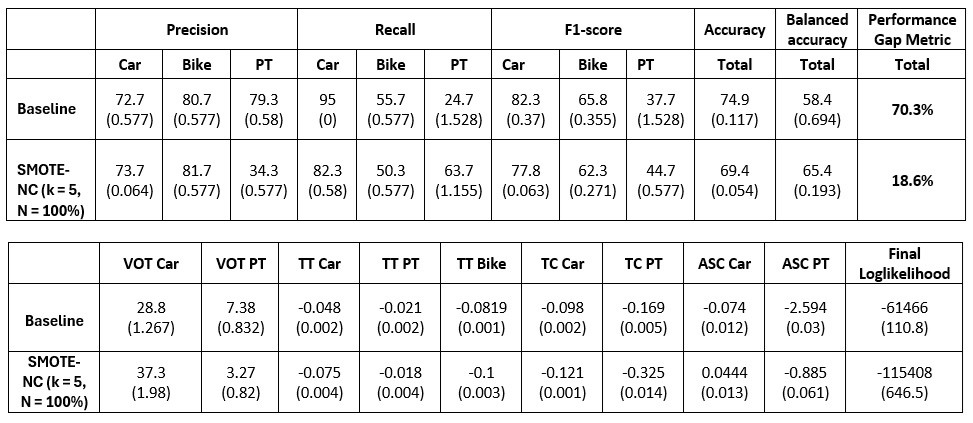 Precision Recall F1-score Accuracy Balanced accuracy Performance Gap Metric
Car Bike PT Car Bike PT Car Bike PT Total Total Total
Baseline 72.7 80.7 79.3 95 55.7 24.7 82.3 65.8 37.7 74.9 58.4 70.3%
(0.577) (0.577) (0.58) (0) (0.577) (1.528) (0.37) (0.355) (1.528) (0.117) (0.694)
SMOTE-NC (k = 5, N = 100%) 73.7 81.7 34.3 82.3 50.3 63.7 77.8 62.3 44.7 69.4 65.4 18.6%
(0.064) (0.577) (0.577) (0.58) (0.577) (1.155) (0.063) (0.271) (0.577) (0.054) (0.193)
VOT Car VOT PT TT Car TT PT TT Bike TC Car TC PT ASC Car ASC PT Final Loglikelihood
Baseline 28.8 7.38 -0.048 -0.021 -0.0819 -0.098 -0.169 -0.074 -2.594 -61466
(1.267) (0.832) (0.002) (0.002) (0.001) (0.002) (0.005) (0.012) (0.03) (110.8)
SMOTE-NC (k = 5, N = 100%) 37.3 3.27 -0.075 -0.018 -0.1 -0.121 -0.325 0.0444 -0.885 -115408
(1.98) (0.82) (0.004) (0.004) (0.003) (0.001) (0.014) (0.013) (0.061) (646.5)